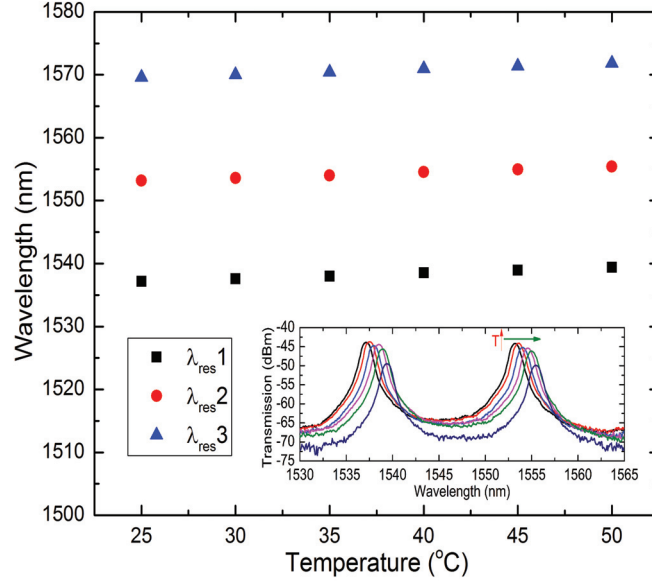 1580
1570
1560
1550
1540
1530
1520
1510
1500
Wavelength (nm)
25 30 35 40 45 50
Temperature (°C)
λres1
λres2
λres3
-40
-45
-50
-55
-60
-65
-70
-75
Transmission (dBm)
T
1530 1535 1540 1545 1550 1555 1560 1565
Wavelength (nm)